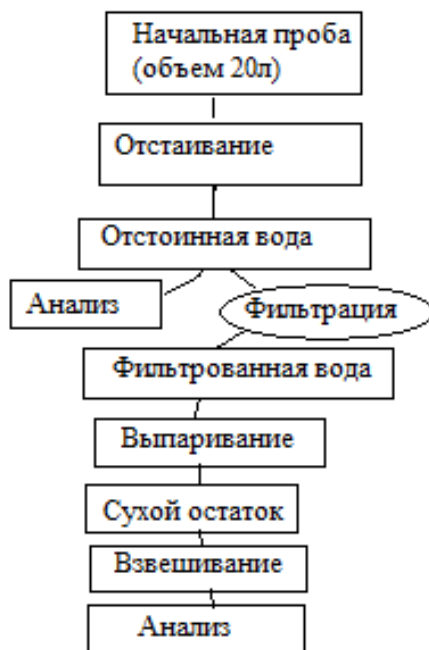 Начальная проба
(объем 20л)
Отстаивание
Отстоинная вода
Анализ
Фильтрация
Фильтрованная вода
Выпаривание
Сухой остаток
Взвешивание
Анализ